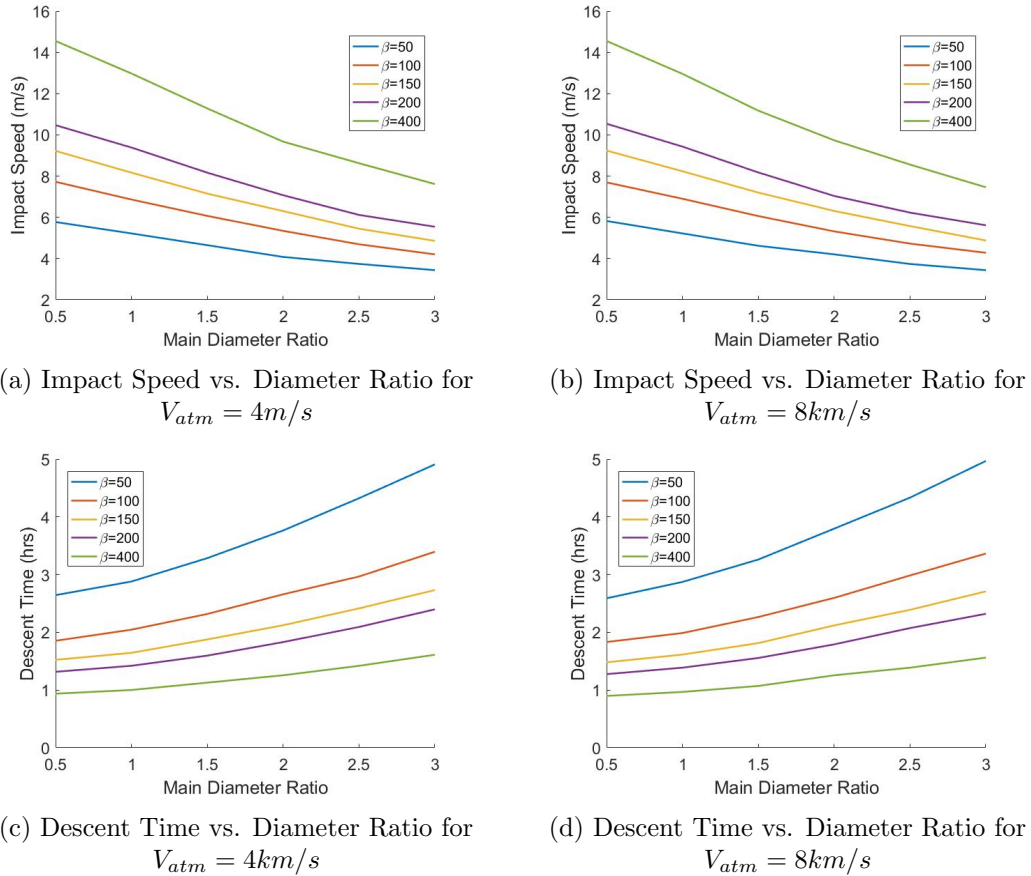 16
14
12
10
8
6
4
2
Impact Speed (m/s)
β=50
β=100
β=150
β=200
β=400
0.5 1 1.5 2 2.5 3
Main Diameter Ratio
(a) Impact Speed vs. Diameter Ratio for
V_atm = 4m/s
16
14
12
10
8
6
4
2
Impact Speed (m/s)
β=50
β=100
β=150
β=200
β=400
0.5 1 1.5 2 2.5 3
Main Diameter Ratio
(b) Impact Speed vs. Diameter Ratio for
V_atm = 8km/s
5
4
3
2
1
0
Descent Time (hrs)
β=50
β=100
β=150
β=200
β=400
0.5 1 1.5 2 2.5 3
Main Diameter Ratio
(c) Descent Time vs. Diameter Ratio for
V_atm = 4km/s
5
4
3
2
1
0
Descent Time (hrs)
β=50
β=100
β=150
β=200
β=400
0.5 1 1.5 2 2.5 3
Main Diameter Ratio
(d) Descent Time vs. Diameter Ratio for
V_atm = 8km/s